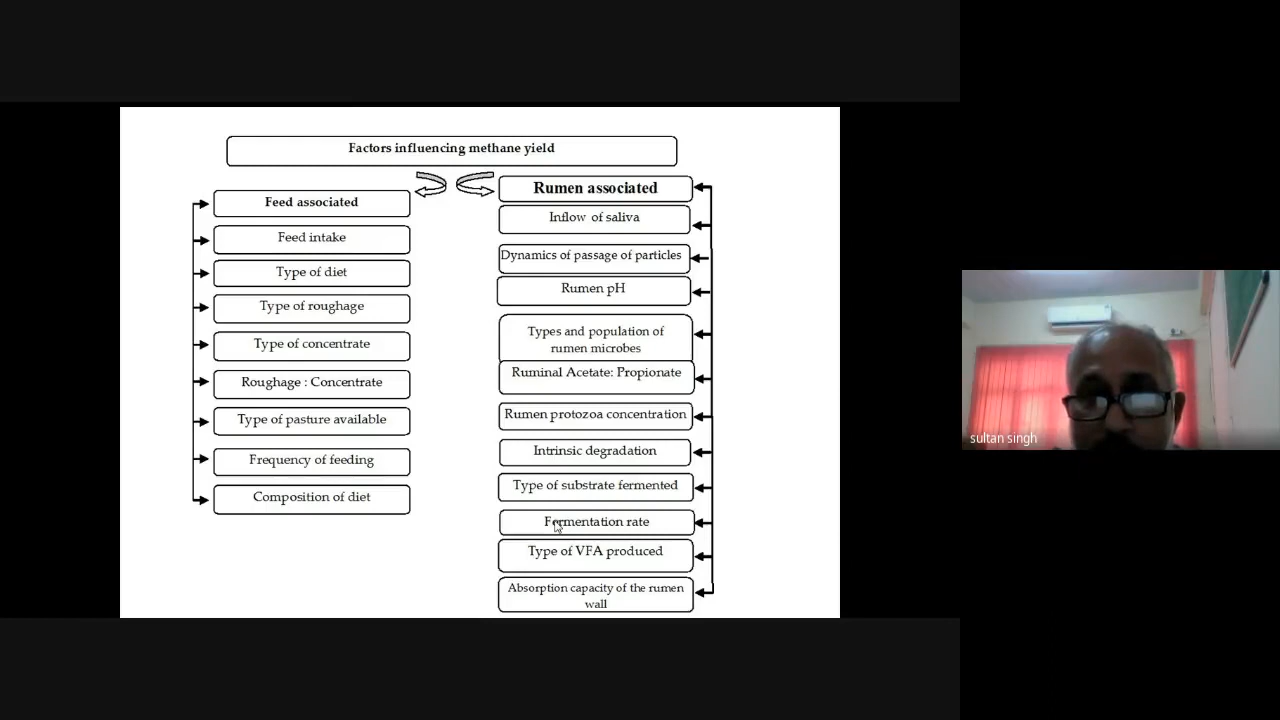 Factors influencing methane yield
Feed associated
Feed intake
Type of diet
Type of roughage
Type of concentrate
Roughage : Concentrate
Type of pasture available
Frequency of feeding
Composition of diet
Rumen associated
Inflow of saliva
Dynamics of passage of particles
Rumen pH
Types and population of
rumen microbes
Ruminal Acetate: Propionate
Rumen protozoa concentration
Intrinsic degradation
Type of substrate fermented
Fermentation rate
Type of VFA produced
Absorption capacity of the rumen
wall
sultan singh